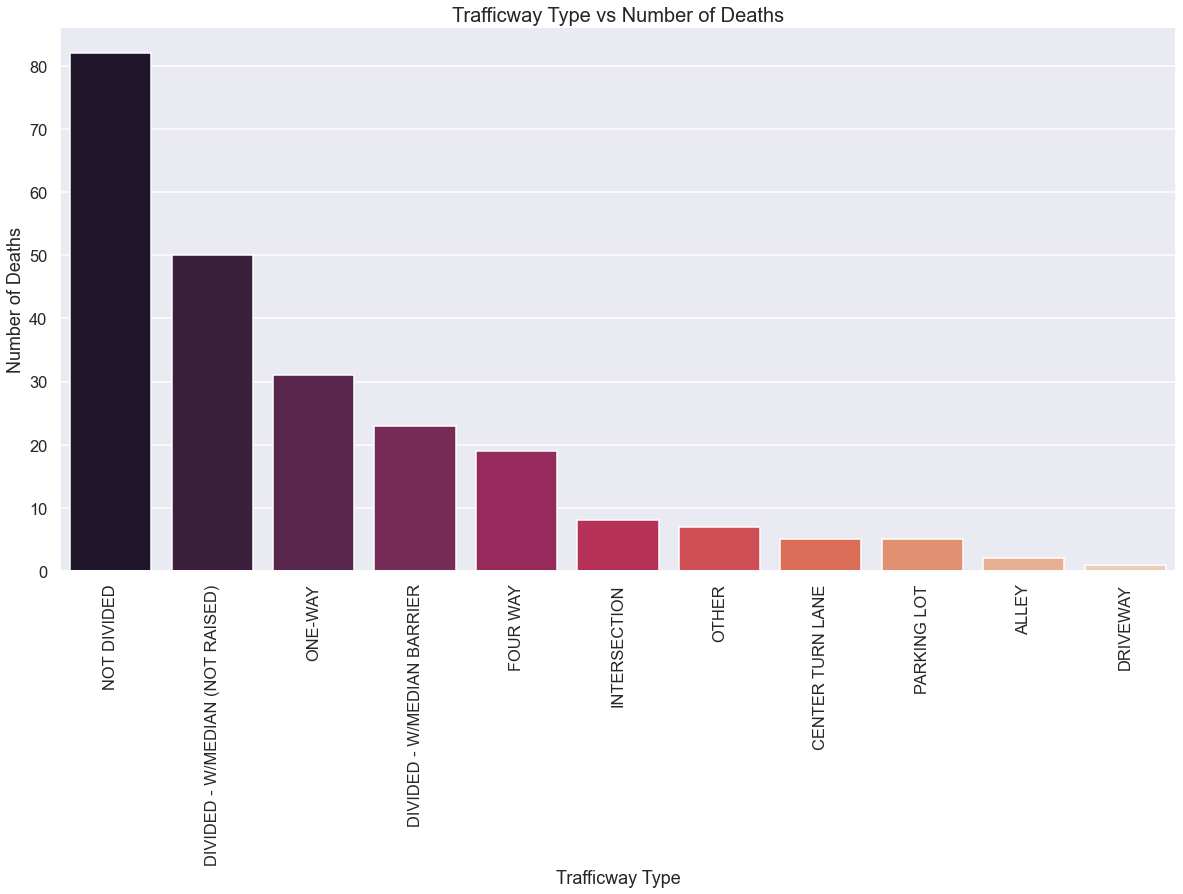 Trafficway Type vs Number of Deaths
Number of Deaths
80
70
60
50
40
30
20
10
0
NOT DIVIDED
DIVIDED - W/MEDIAN (NOT RAISED)
ONE-WAY
DIVIDED - W/MEDIAN BARRIER
FOUR WAY
INTERSECTION
OTHER
CENTER TURN LANE
PARKING LOT
ALLEY
DRIVEWAY
Trafficway Type